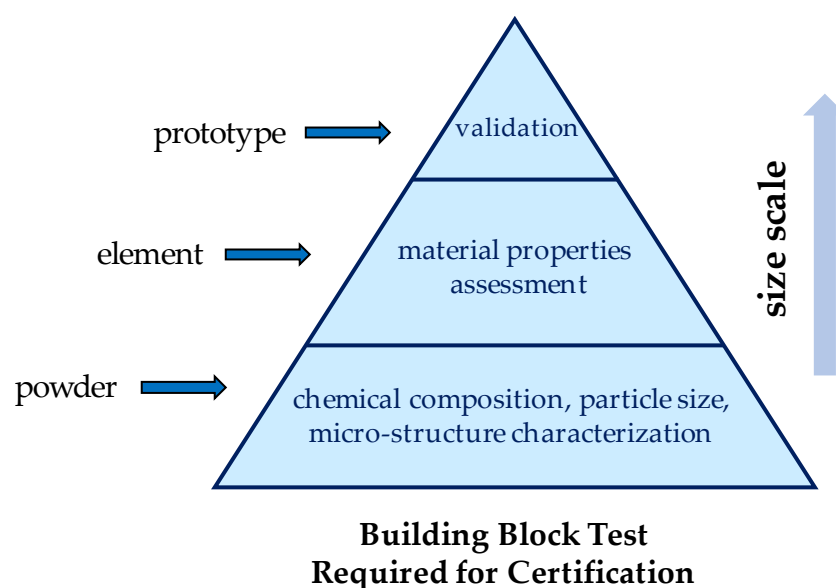 prototype
validation
element
material properties
assessment
size scale
powder
chemical composition, particle size,
micro-structure characterization
Building Block Test
Required for Certification